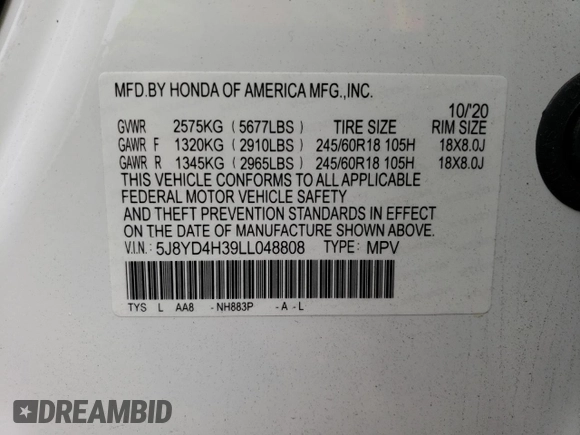 MFD.BY HONDA OF AMERICA MFG.,INC.
10/'20
GVWR 2575KG (5677LBS) TIRE SIZE RIM SIZE
GAWR F 1320KG (2910LBS) 245/60R18 105H 18X8.0J
GAWR R 1345KG (2965LBS) 245/60R18 105H 18X8.0J
THIS VEHICLE CONFORMS TO ALL APPLICABLE
FEDERAL MOTOR VEHICLE SAFETY
AND THEFT PREVENTION STANDARDS IN EFFECT
ON THE DATE OF MANUFACTURE SHOWN ABOVE.
V.I.N.: 5J8YD4H39LL048808 TYPE: MPV
TYS L AA8 -NH883P -A -L
DREAMBID